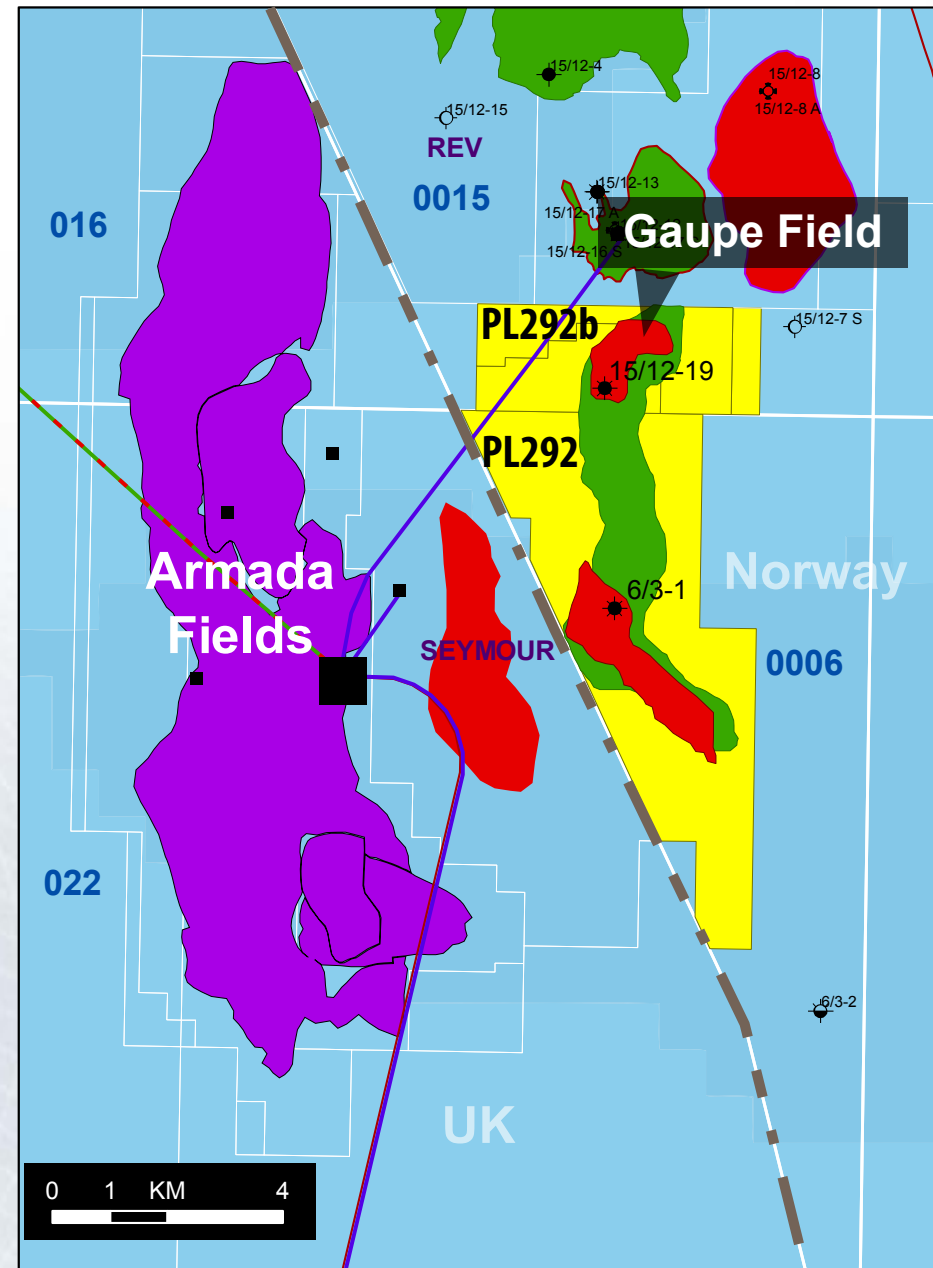 15/12-4
15/12-8
15/12-8 A
15/12-15
REV
0015
016
15/12-13
15/12-17 A
15/12-16 S
Gaupe Field
PL292b
15/12-7 S
15/12-19
PL292
Armada
Fields
6/3-1
Norway
SEYMOUR
0006
022
6/3-2
UK
0 1 KM 4